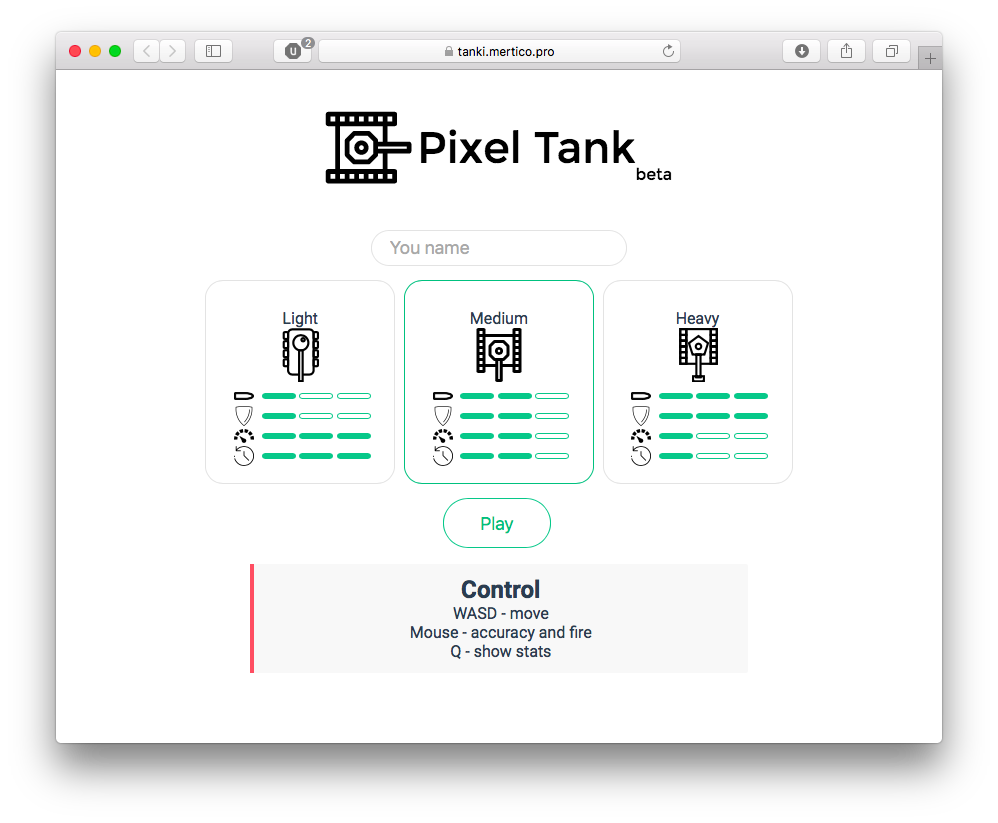 U
2
tanki.mertico.pro
Pixel Tank
beta
You name
Light
Medium
Heavy
Play
Control
WASD - move
Mouse - accuracy and fire
Q - show stats